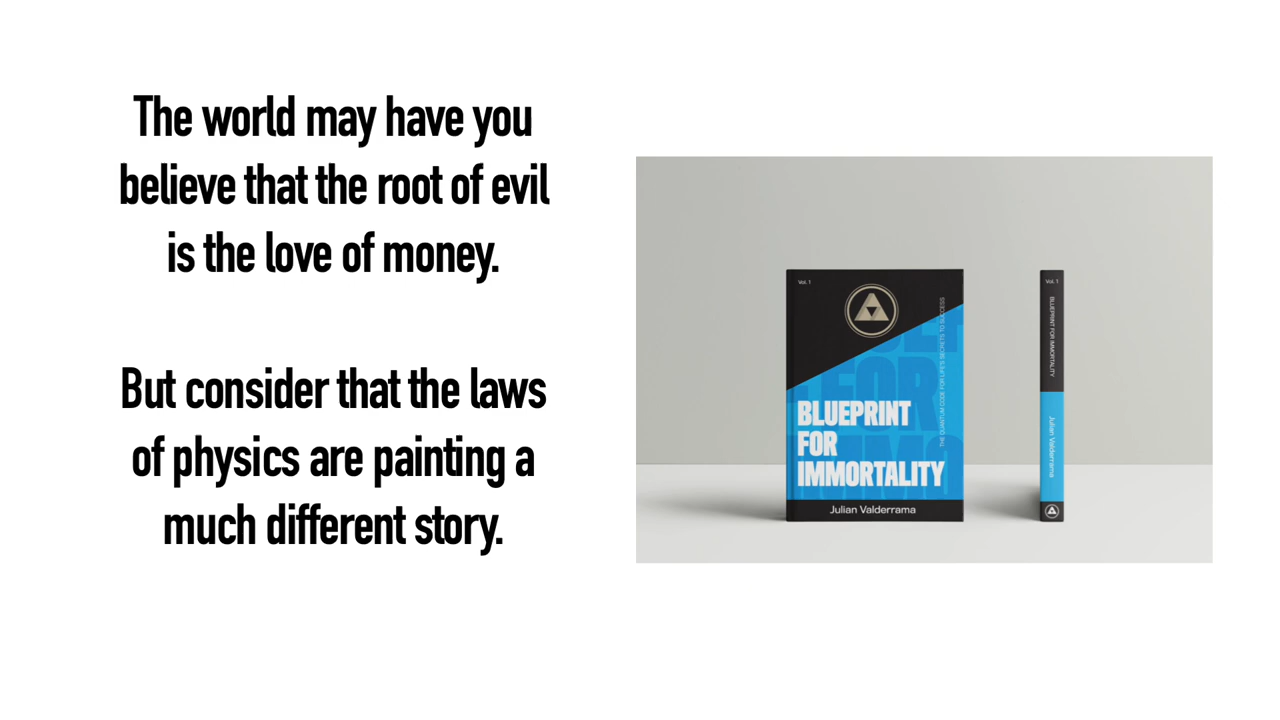 The world may have you
believe that the root of evil
is the love of money.
But consider that the laws
of physics are painting a
much different story.
Vol. 1
THE QUANTUM CODE FOR LIFE'S SECRETS TO SUCCESS
BLUEPRINT
FOR
IMMORTALITY
Julian Valderrama
Vol. 1
BLUEPRINT FOR IMMORTALITY
Julian Valderrama